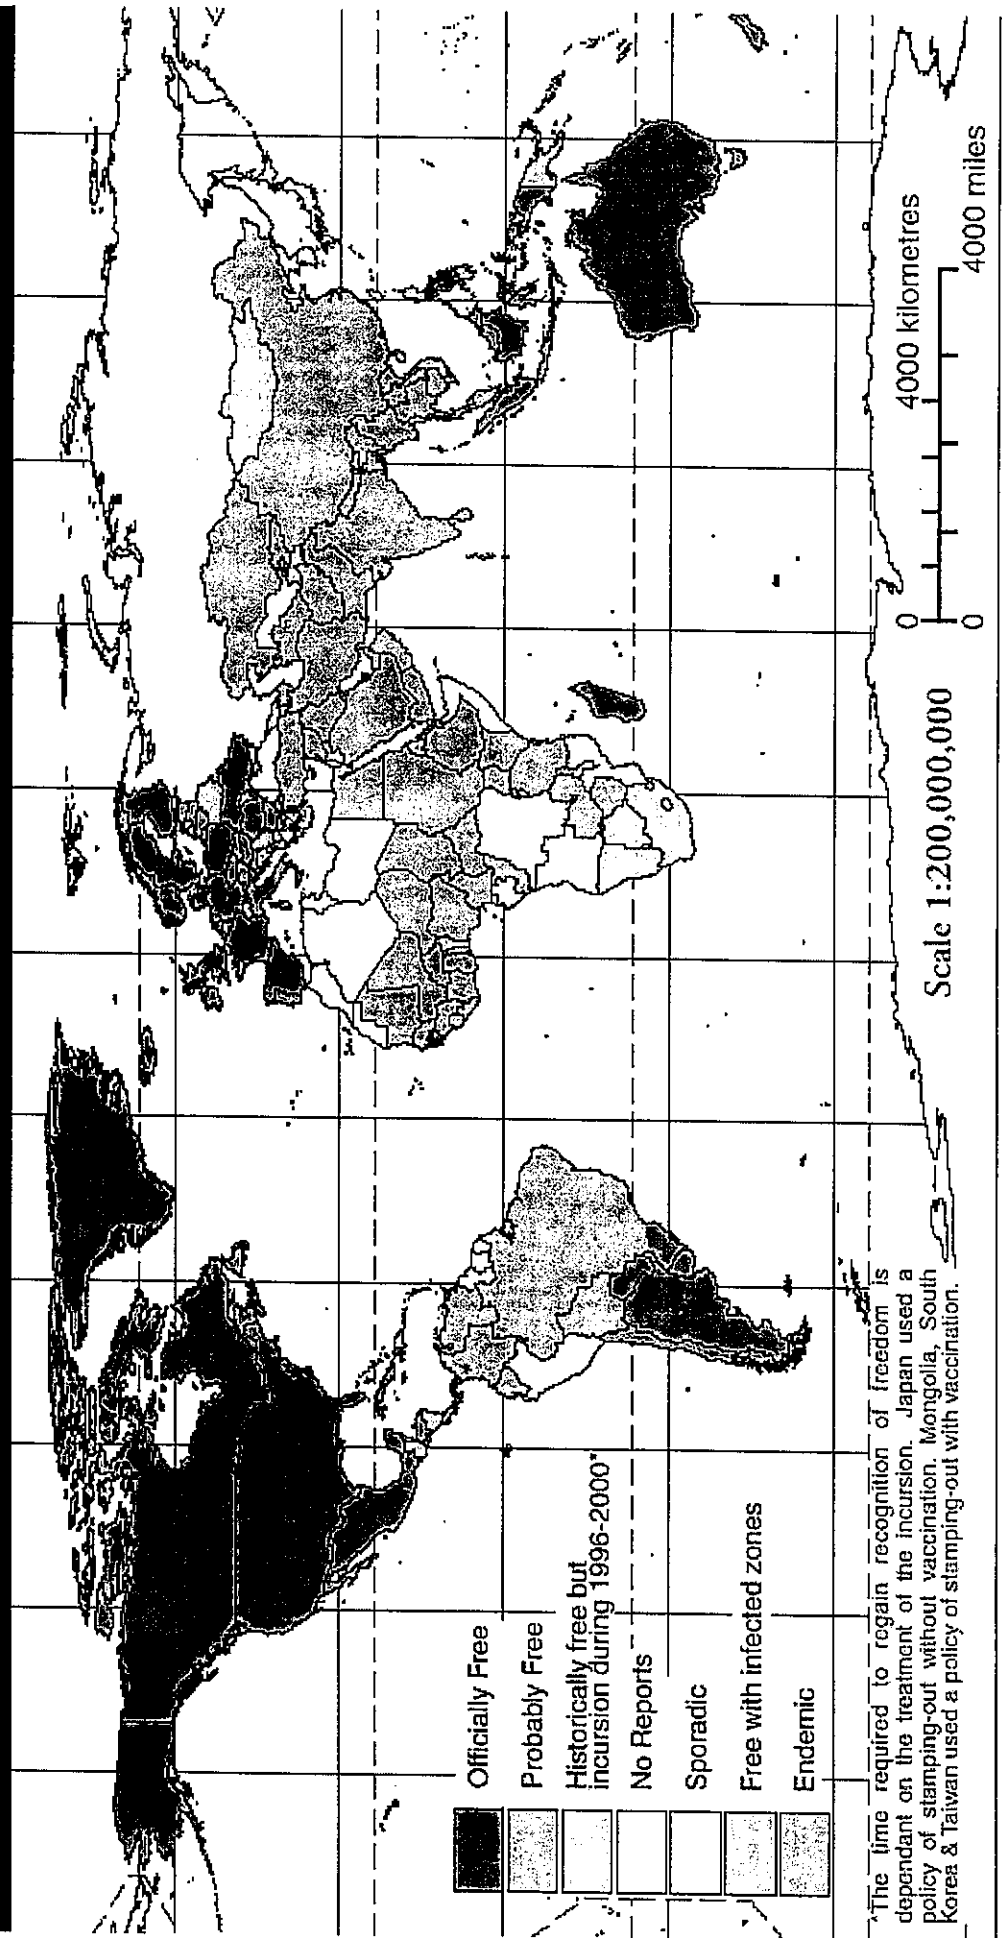 Officially Free
Probably Free
Historically free but
incursion during 1996-2000*
No Reports
Sporadic
Free with infected zones
Endemic
*The time required to regain recognition of freedom is
dependant on the treatment of the incursion. Japan used a
policy of stamping-out without vaccination. Mongolla, South
Korea & Taiwan used a policy of stamping-out with vaccination.
Scale 1:200,000,000
0 4000 kilometres
0 4000 miles